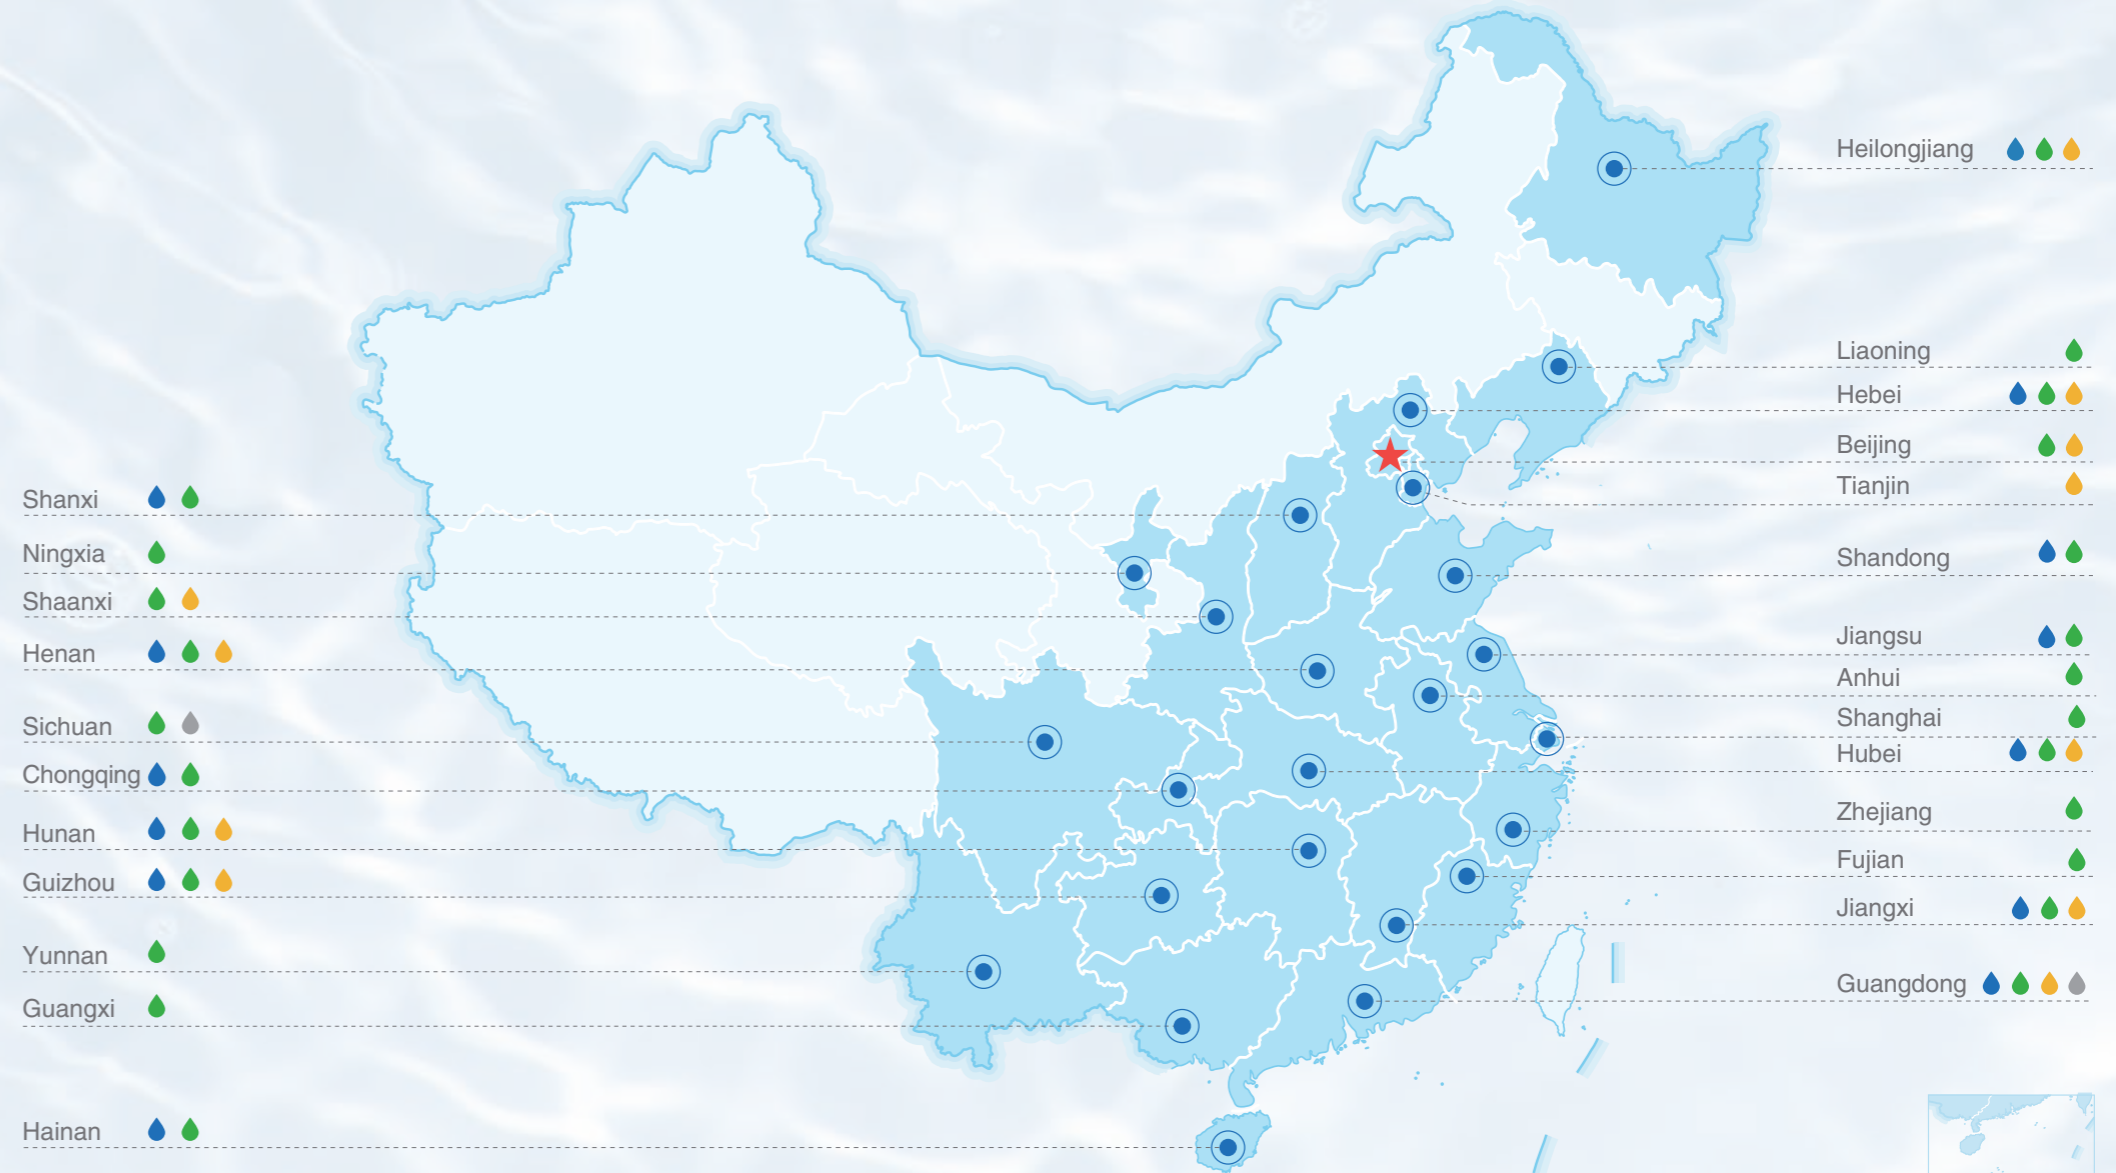 Shanxi
Ningxia
Shaanxi
Henan
Sichuan
Chongqing
Hunan
Guizhou
Yunnan
Guangxi
Hainan
Heilongjiang
Liaoning
Hebei
Beijing
Tianjin
Shandong
Jiangsu
Anhui
Shanghai
Hubei
Zhejiang
Fujian
Jiangxi
Guangdong